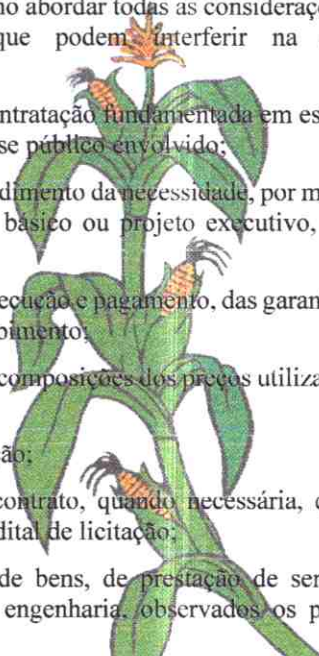 no abordar todas as consideraçõ
que podem interferir na
ontratação fundamentada em es
se público envolvido;
dimento da necessidade, por m
básico ou projeto executivo,
ecução e pagamento, das garan
bimento;
composições dos preços utiliza
ão;
contrato, quando necessária, c
dital de licitação;
de bens, de prestação de ser
engenharia, observados os p